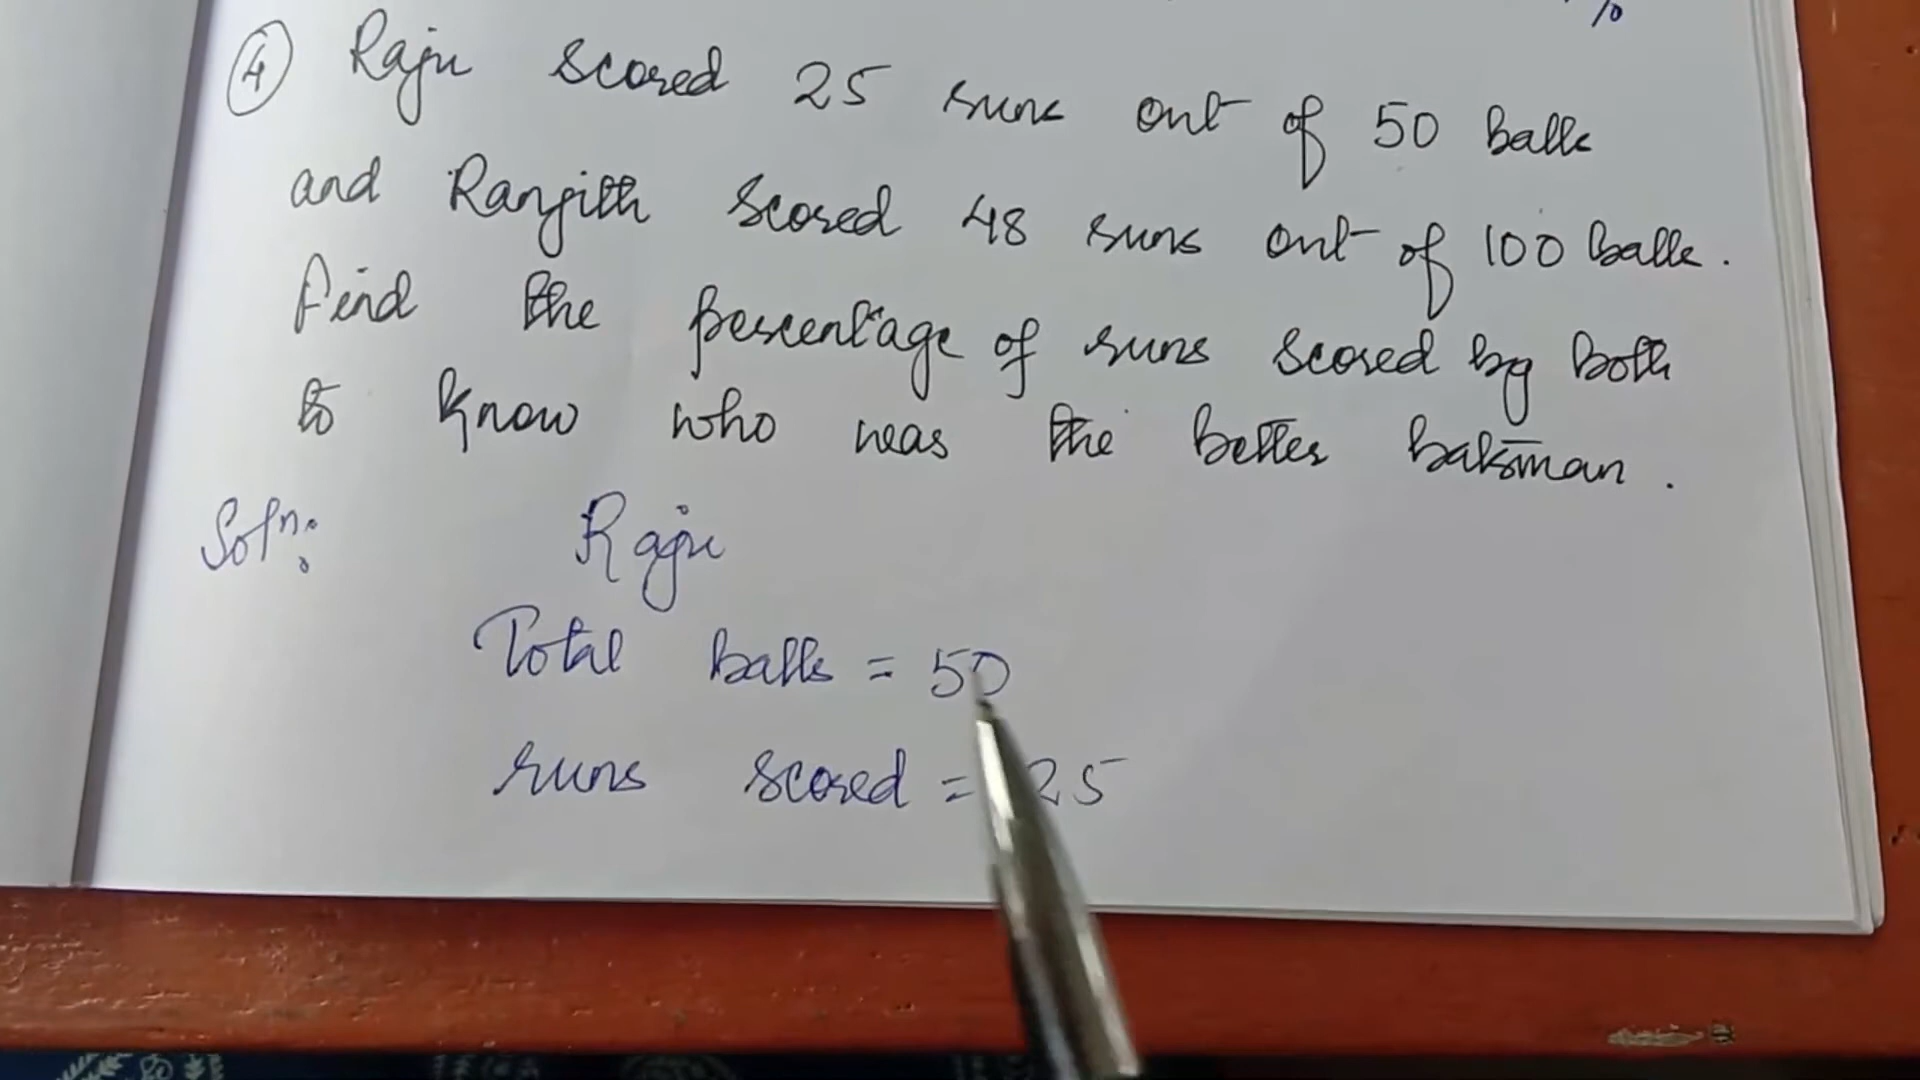 %
④ Raju scored 25 runs out of 50 balls
and Ranjith scored 48 runs out of 100 balls.
Find the percentage of runs scored by both
to know who was the better batsman.
Soln:
Raju
Total balls = 50
runs scored = 25